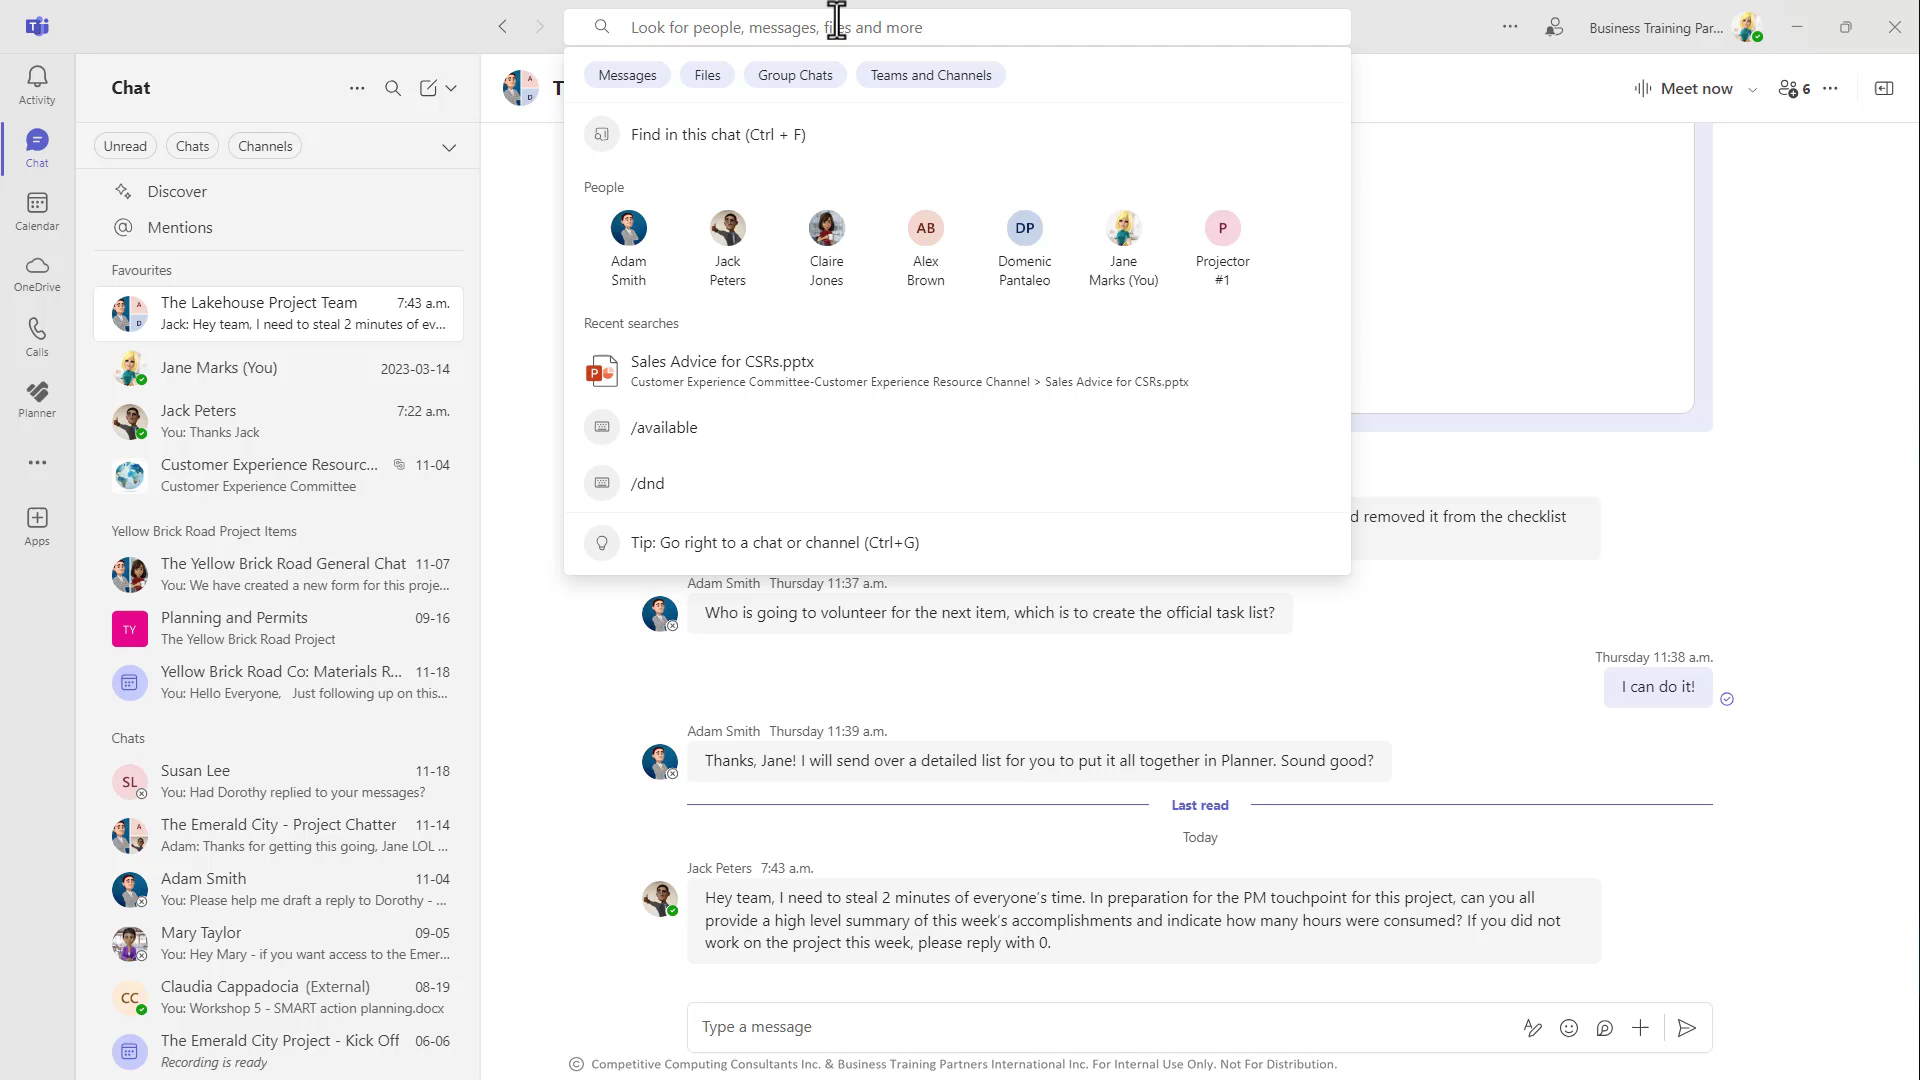 Look for people, messages, files and more
Business Training Par...
Activity
Chat
Calendar
OneDrive
Calls
Planner
Apps
Chat
Unread
Chats
Channels
Discover
Mentions
Favourites
The Lakehouse Project Team 7:43 a.m.
Jack: Hey team, I need to steal 2 minutes of ev...
Jane Marks (You) 2023-03-14
Jack Peters 7:22 a.m.
You: Thanks Jack
Customer Experience Resourc... 11-04
Customer Experience Committee
Yellow Brick Road Project Items
The Yellow Brick Road General Chat 11-07
You: We have created a new form for this proje...
TY
Planning and Permits 09-16
The Yellow Brick Road Project
Yellow Brick Road Co: Materials R... 11-18
You: Hello Everyone, Just following up on this...
Chats
SL
Susan Lee 11-18
You: Had Dorothy replied to your messages?
The Emerald City - Project Chatter 11-14
Adam: Thanks for getting this going, Jane LOL ...
Adam Smith 11-04
You: Please help me draft a reply to Dorothy - ...
Mary Taylor 09-05
You: Hey Mary - if you want access to the Emer...
CC
Claudia Cappadocia (External) 08-19
You: Workshop 5 - SMART action planning.docx
The Emerald City Project - Kick Off 06-06
Recording is ready
A
D
T
Meet now
6
Messages
Files
Group Chats
Teams and Channels
Find in this chat (Ctrl + F)
People
AB
DP
P
Adam Smith
Jack Peters
Claire Jones
Alex Brown
Domenic Pantaleo
Jane Marks (You)
Projector #1
Recent searches
Sales Advice for CSRs.pptx
Customer Experience Committee-Customer Experience Resource Channel > Sales Advice for CSRs.pptx
/available
/dnd
Tip: Go right to a chat or channel (Ctrl+G)
d removed it from the checklist
Adam Smith Thursday 11:37 a.m.
Who is going to volunteer for the next item, which is to create the official task list?
Thursday 11:38 a.m.
I can do it!
Adam Smith Thursday 11:39 a.m.
Thanks, Jane! I will send over a detailed list for you to put it all together in Planner. Sound good?
Last read
Today
Jack Peters 7:43 a.m.
Hey team, I need to steal 2 minutes of everyone's time. In preparation for the PM touchpoint for this project, can you all
provide a high level summary of this week's accomplishments and indicate how many hours were consumed? If you did not
work on the project this week, please reply with 0.
Type a message
© Competitive Computing Consultants Inc. & Business Training Partners International Inc. For Internal Use Only. Not For Distribution.